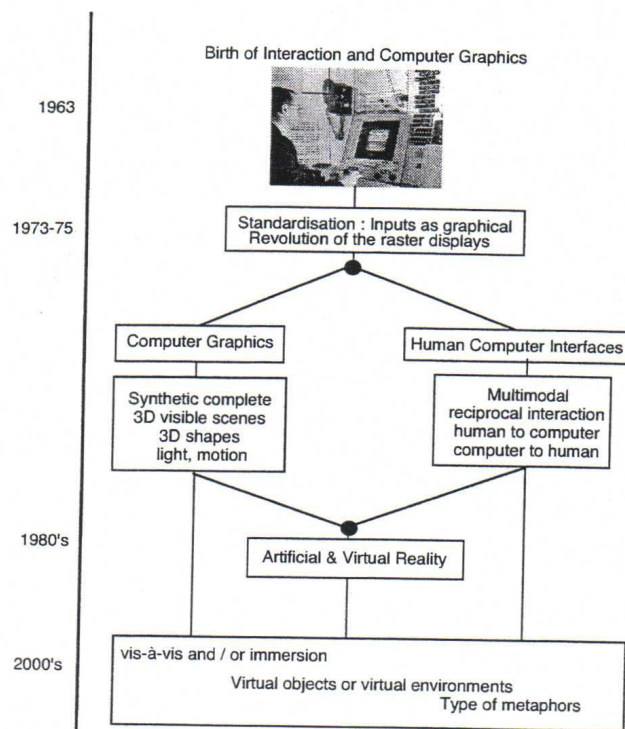 Birth of Interaction and Computer Graphics
1963
1973-75
Standardisation : Inputs as graphical
Revolution of the raster displays
Computer Graphics
Human Computer Interfaces
Synthetic complete
3D visible scenes
3D shapes
light, motion
Multimodal
reciprocal interaction
human to computer
computer to human
1980's
Artificial & Virtual Reality
2000's
vis-à-vis and / or immersion
Virtual objects or virtual environments
Type of metaphors